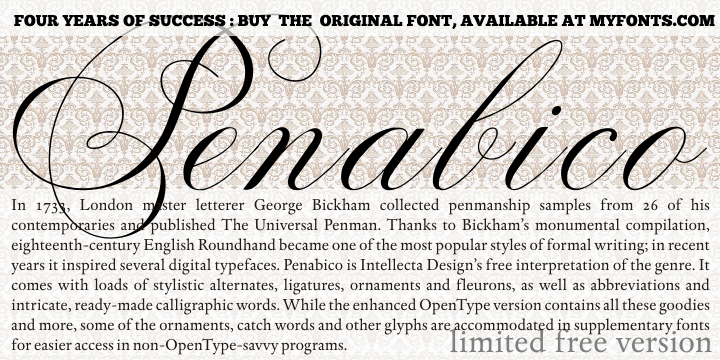 FOUR YEARS OF SUCCESS : BUY THE ORIGINAL FONT, AVAILABLE AT MYFONTS.COM
Penabico
In 1733, London master letterer George Bickham collected penmanship samples from 26 of his
contemporaries and published The Universal Penman. Thanks to Bickham's monumental compilation,
eighteenth-century English Roundhand became one of the most popular styles of formal writing; in recent
years it inspired several digital typefaces. Penabico is Intellecta Design's free interpretation of the genre. It
comes with loads of stylistic alternates, ligatures, ornaments and fleurons, as well as abbreviations and
intricate, ready-made calligraphic words. While the enhanced OpenType version contains all these goodies
and more, some of the ornaments, catch words and other glyphs are accommodated in supplementary fonts
for easier access in non-OpenType-savvy programs.
limited free version